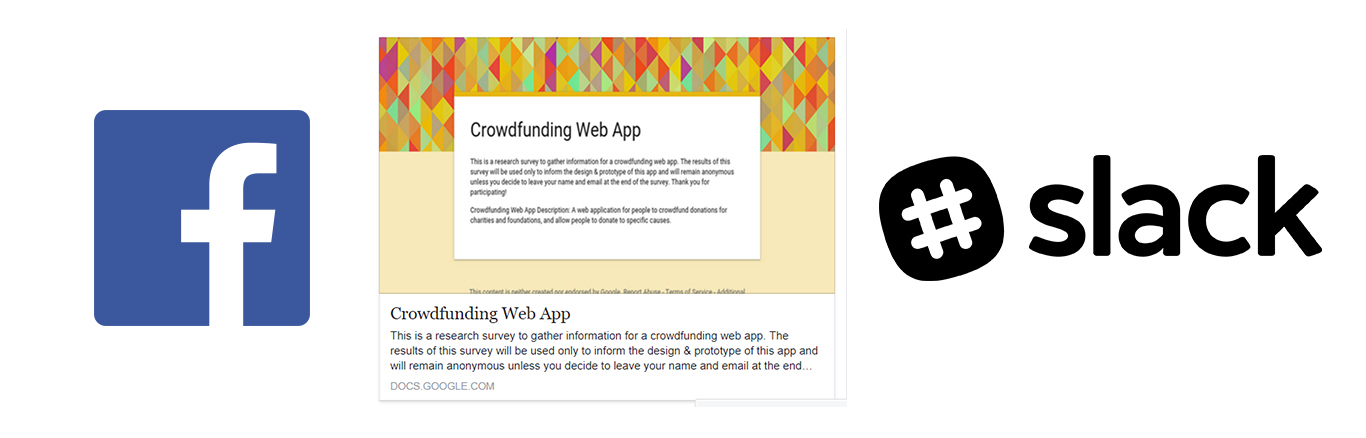 f
Crowdfunding Web App
This is a research survey to gather information for a crowdfunding web app. The results of this
survey will be used only to inform the design & prototype of this app and will remain anonymous
unless you decide to leave your name and email at the end of the survey. Thank you for
participating!
Crowdfunding Web App Description: A web application for people to crowdfund donations for
charities and foundations, and allow people to donate to specific causes.
This content is neither created nor endorsed by Google. Report Abuse - Terms of Service - Additional
Crowdfunding Web App
This is a research survey to gather information for a crowdfunding web app. The
results of this survey will be used only to inform the design & prototype of this app and
will remain anonymous unless you decide to leave your name and email at the end...
DOCS.GOOGLE.COM
# slack